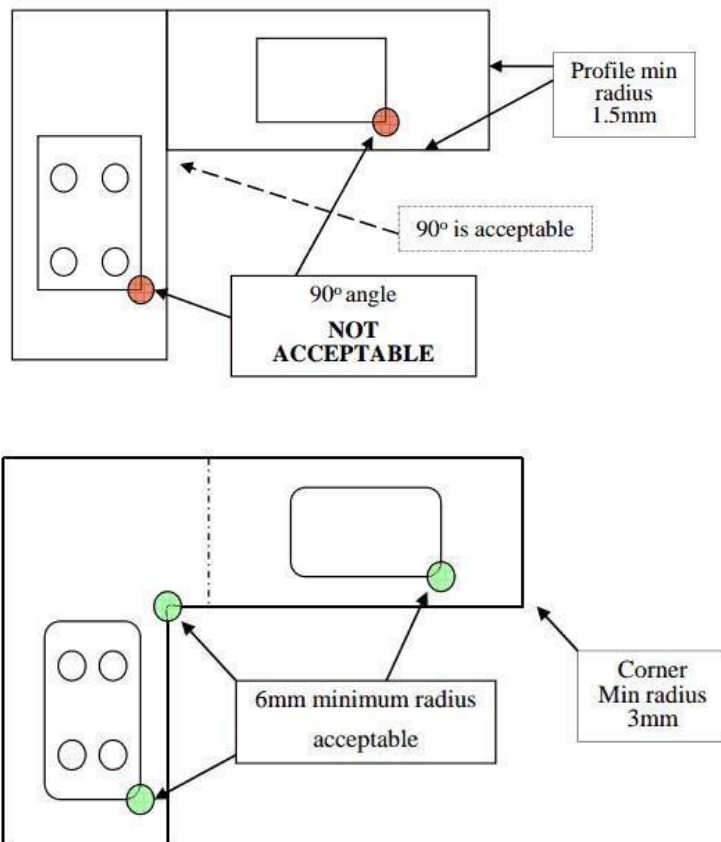 Profile min
radius
1.5mm
90° is acceptable
90° angle
NOT
ACCEPTABLE
6mm minimum radius
acceptable
Corner
Min radius
3mm